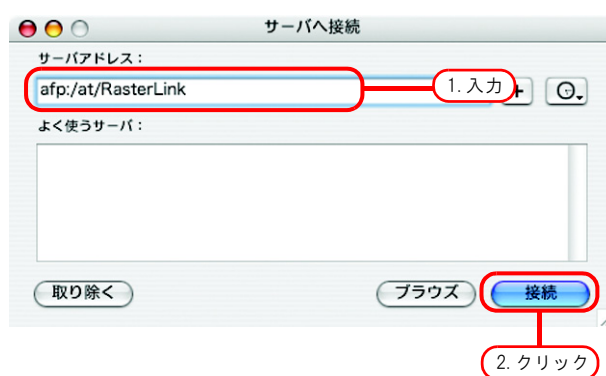 サーバへ接続
サーバアドレス：
afp:/at/RasterLink
1. 入力
+
よく使うサーバ：
取り除く
ブラウズ
接続
2. クリック